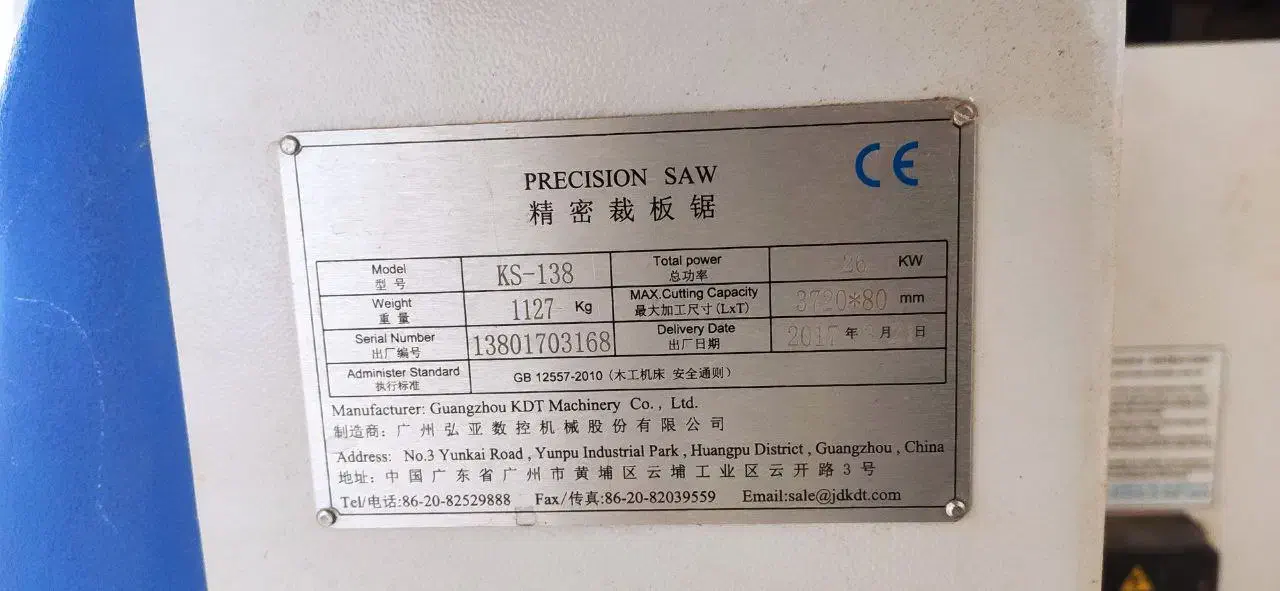 CE
PRECISION SAW
精密裁板锯
Model KS-138 Total power 26 KW
型号 总功率
Weight 1127 Kg MAX.Cutting Capacity 3720*80 mm
重量 最大加工尺寸(LxT)
Serial Number 13801703168 Delivery Date 2017 年 月 日
出厂编号 出厂日期
Administer Standard GB 12557-2010 (木工机床 安全通则)
执行标准
Manufacturer: Guangzhou KDT Machinery Co., Ltd.
制造商: 广州弘亚数控机械股份有限公司
Address: No.3 Yunkai Road , Yunpu Industrial Park , Huangpu District , Guangzhou , China
地址: 中国广东省广州市黄埔区云埔工业区云开路3号
Tel/电话:86-20-82529888 Fax/传真:86-20-82039559 Email:sale@jdkdt.com